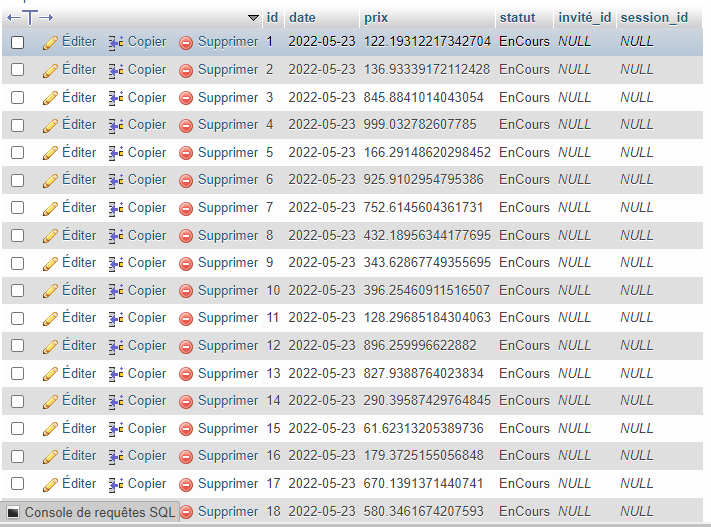 id date prix statut invité_id session_id
Éditer Copier Supprimer 1 2022-05-23 122.19312217342704 EnCours NULL NULL
Éditer Copier Supprimer 2 2022-05-23 136.93339172112428 EnCours NULL NULL
Éditer Copier Supprimer 3 2022-05-23 845.8841014043054 EnCours NULL NULL
Éditer Copier Supprimer 4 2022-05-23 999.032782607785 EnCours NULL NULL
Éditer Copier Supprimer 5 2022-05-23 166.29148620298452 EnCours NULL NULL
Éditer Copier Supprimer 6 2022-05-23 925.9102954795386 EnCours NULL NULL
Éditer Copier Supprimer 7 2022-05-23 752.6145604361731 EnCours NULL NULL
Éditer Copier Supprimer 8 2022-05-23 432.18956344177695 EnCours NULL NULL
Éditer Copier Supprimer 9 2022-05-23 343.62867749355695 EnCours NULL NULL
Éditer Copier Supprimer 10 2022-05-23 396.25460911516507 EnCours NULL NULL
Éditer Copier Supprimer 11 2022-05-23 128.29685184304063 EnCours NULL NULL
Éditer Copier Supprimer 12 2022-05-23 896.259996622882 EnCours NULL NULL
Éditer Copier Supprimer 13 2022-05-23 827.9388764023834 EnCours NULL NULL
Éditer Copier Supprimer 14 2022-05-23 290.39587429764845 EnCours NULL NULL
Éditer Copier Supprimer 15 2022-05-23 61.62313205389736 EnCours NULL NULL
Éditer Copier Supprimer 16 2022-05-23 179.3725155056848 EnCours NULL NULL
Éditer Copier Supprimer 17 2022-05-23 670.1391371440741 EnCours NULL NULL
Console de requêtes SQL Supprimer 18 2022-05-23 580.3461674207593 EnCours NULL NULL